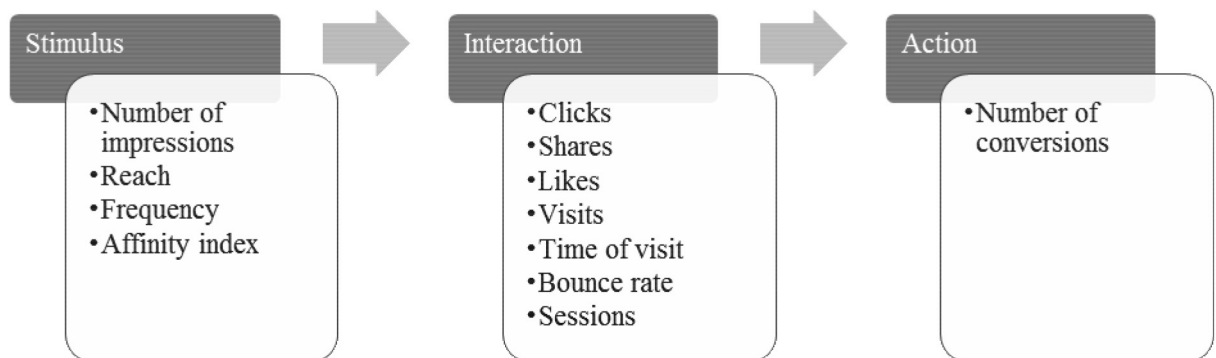 Stimulus
•Number of
impressions
•Reach
•Frequency
•Affinity index
Interaction
•Clicks
•Shares
•Likes
•Visits
•Time of visit
•Bounce rate
•Sessions
Action
•Number of
conversions